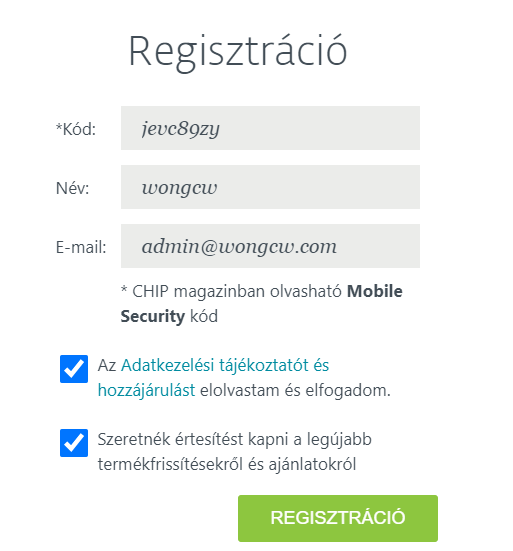 Regisztráció
*Kód: jevc89zy
Név: wongcw
E-mail: admin@wongcw.com
* CHIP magazinban olvasható Mobile
Security kód
Az Adatkezelési tájékoztatót és
hozzájárulást elolvastam és elfogadom.
Szeretnék értesítést kapni a legújabb
termékfrissítésekről és ajánlatokról
REGISZTRÁCIÓ